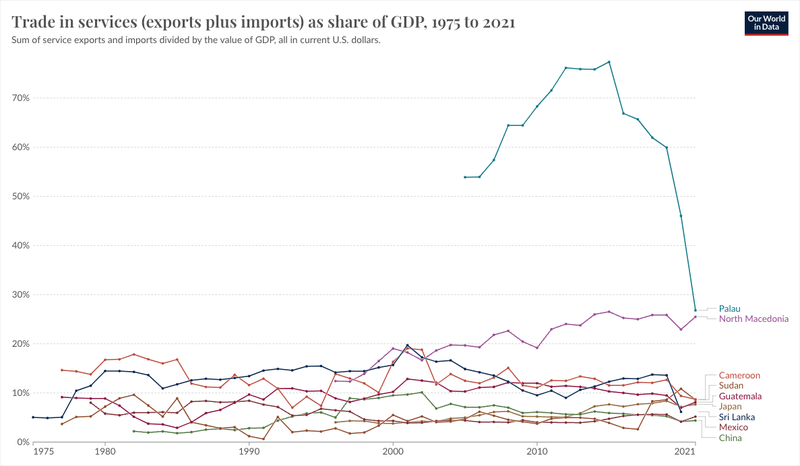 Trade in services (exports plus imports) as share of GDP, 1975 to 2021
Sum of service exports and imports divided by the value of GDP, all in current U.S. dollars.
Our World
in Data
70%
60%
50%
40%
30%
20%
10%
0%
1975
1980
1990
2000
2010
2021
Palau
North Macedonia
Cameroon
Sudan
Guatemala
Japan
Sri Lanka
Mexico
China